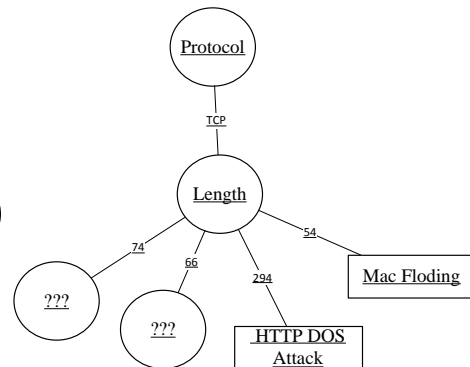 Protocol
TCP
Length
74
66
294
54
???
???
HTTP DOS
Attack
Mac Floding